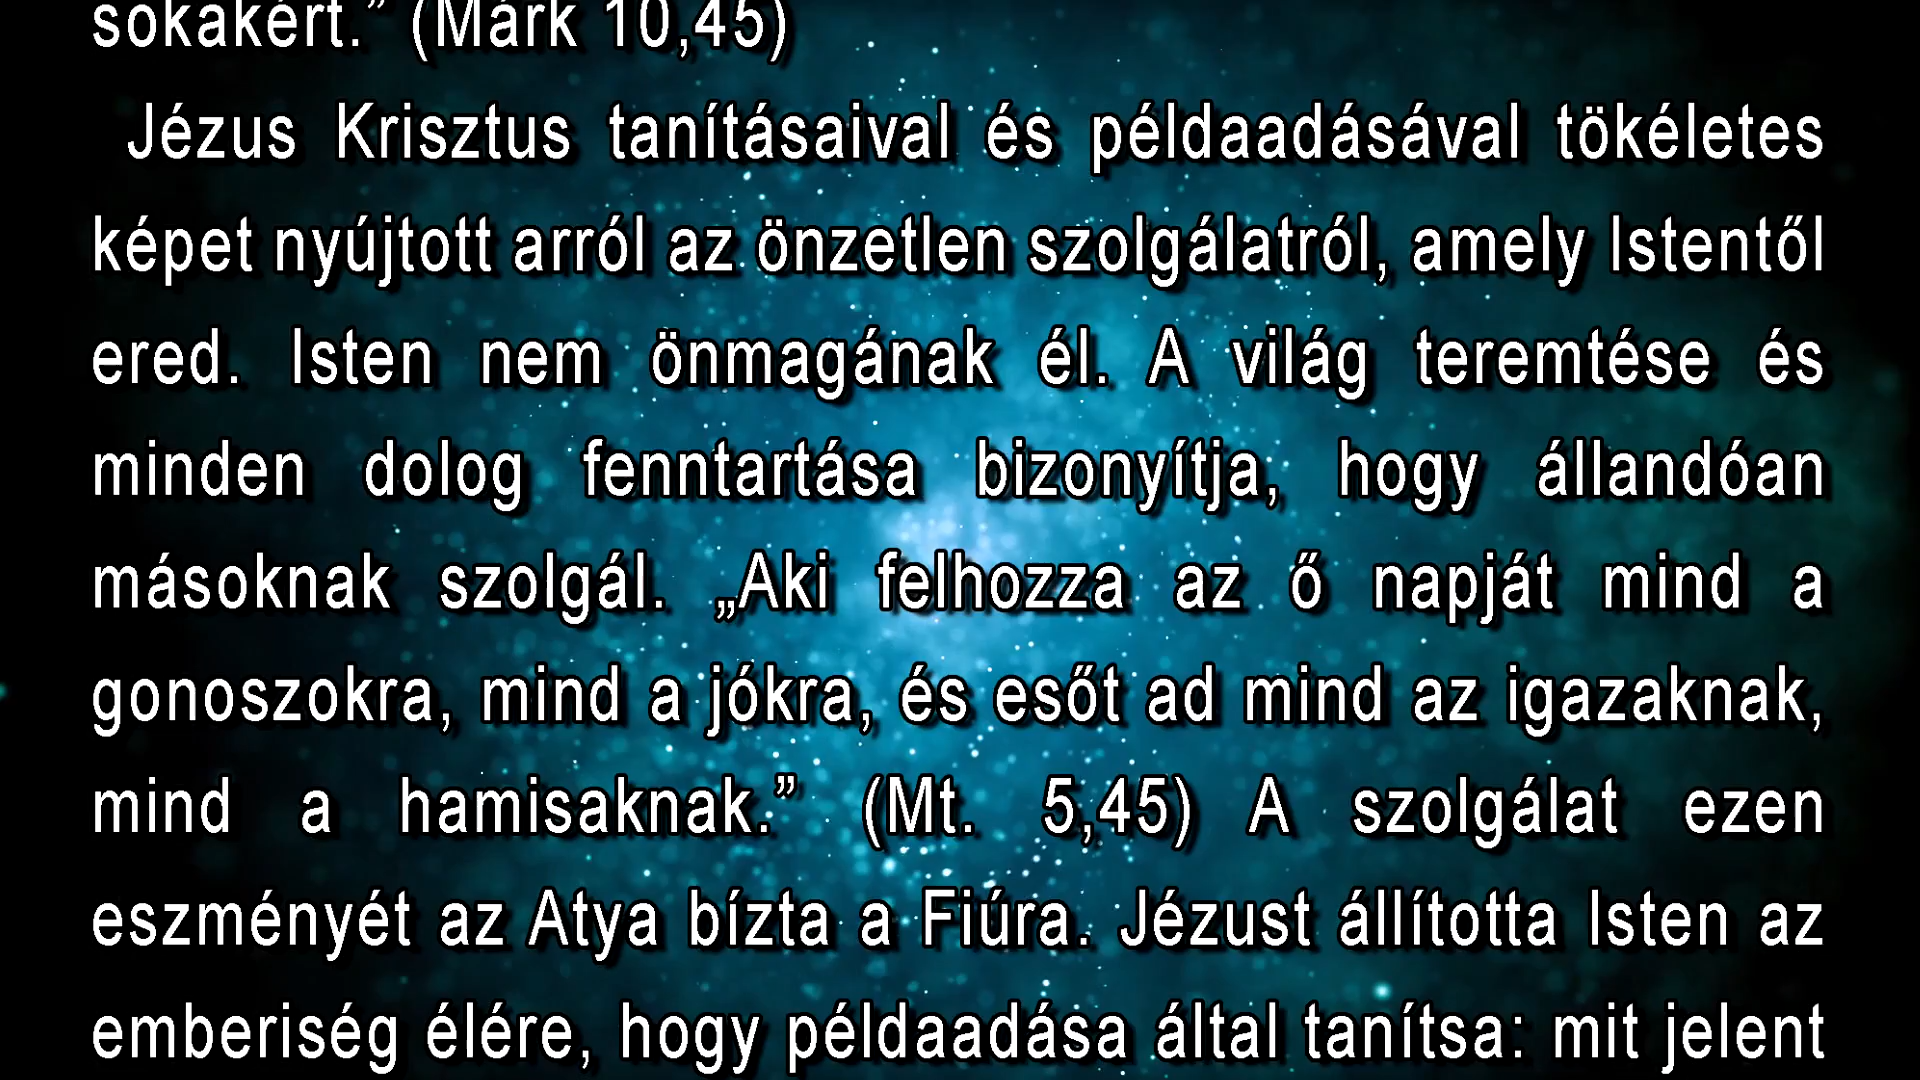 sokakért.” (Márk 10,45)
Jézus Krisztus tanításaival és példaadásával tökéletes
képet nyújtott arról az önzetlen szolgálatról, amely Istentől
ered. Isten nem önmagának él. A világ teremtése és
minden dolog fenntartása bizonyítja, hogy állandóan
másoknak szolgál. „Aki felhozza az ő napját mind a
gonoszokra, mind a jókra, és esőt ad mind az igazaknak,
mind a hamisaknak.” (Mt. 5,45) A szolgálat ezen
eszményét az Atya bízta a Fiúra. Jézust állította Isten az
emberiség élére, hogy példaadása által tanítsa: mit jelent